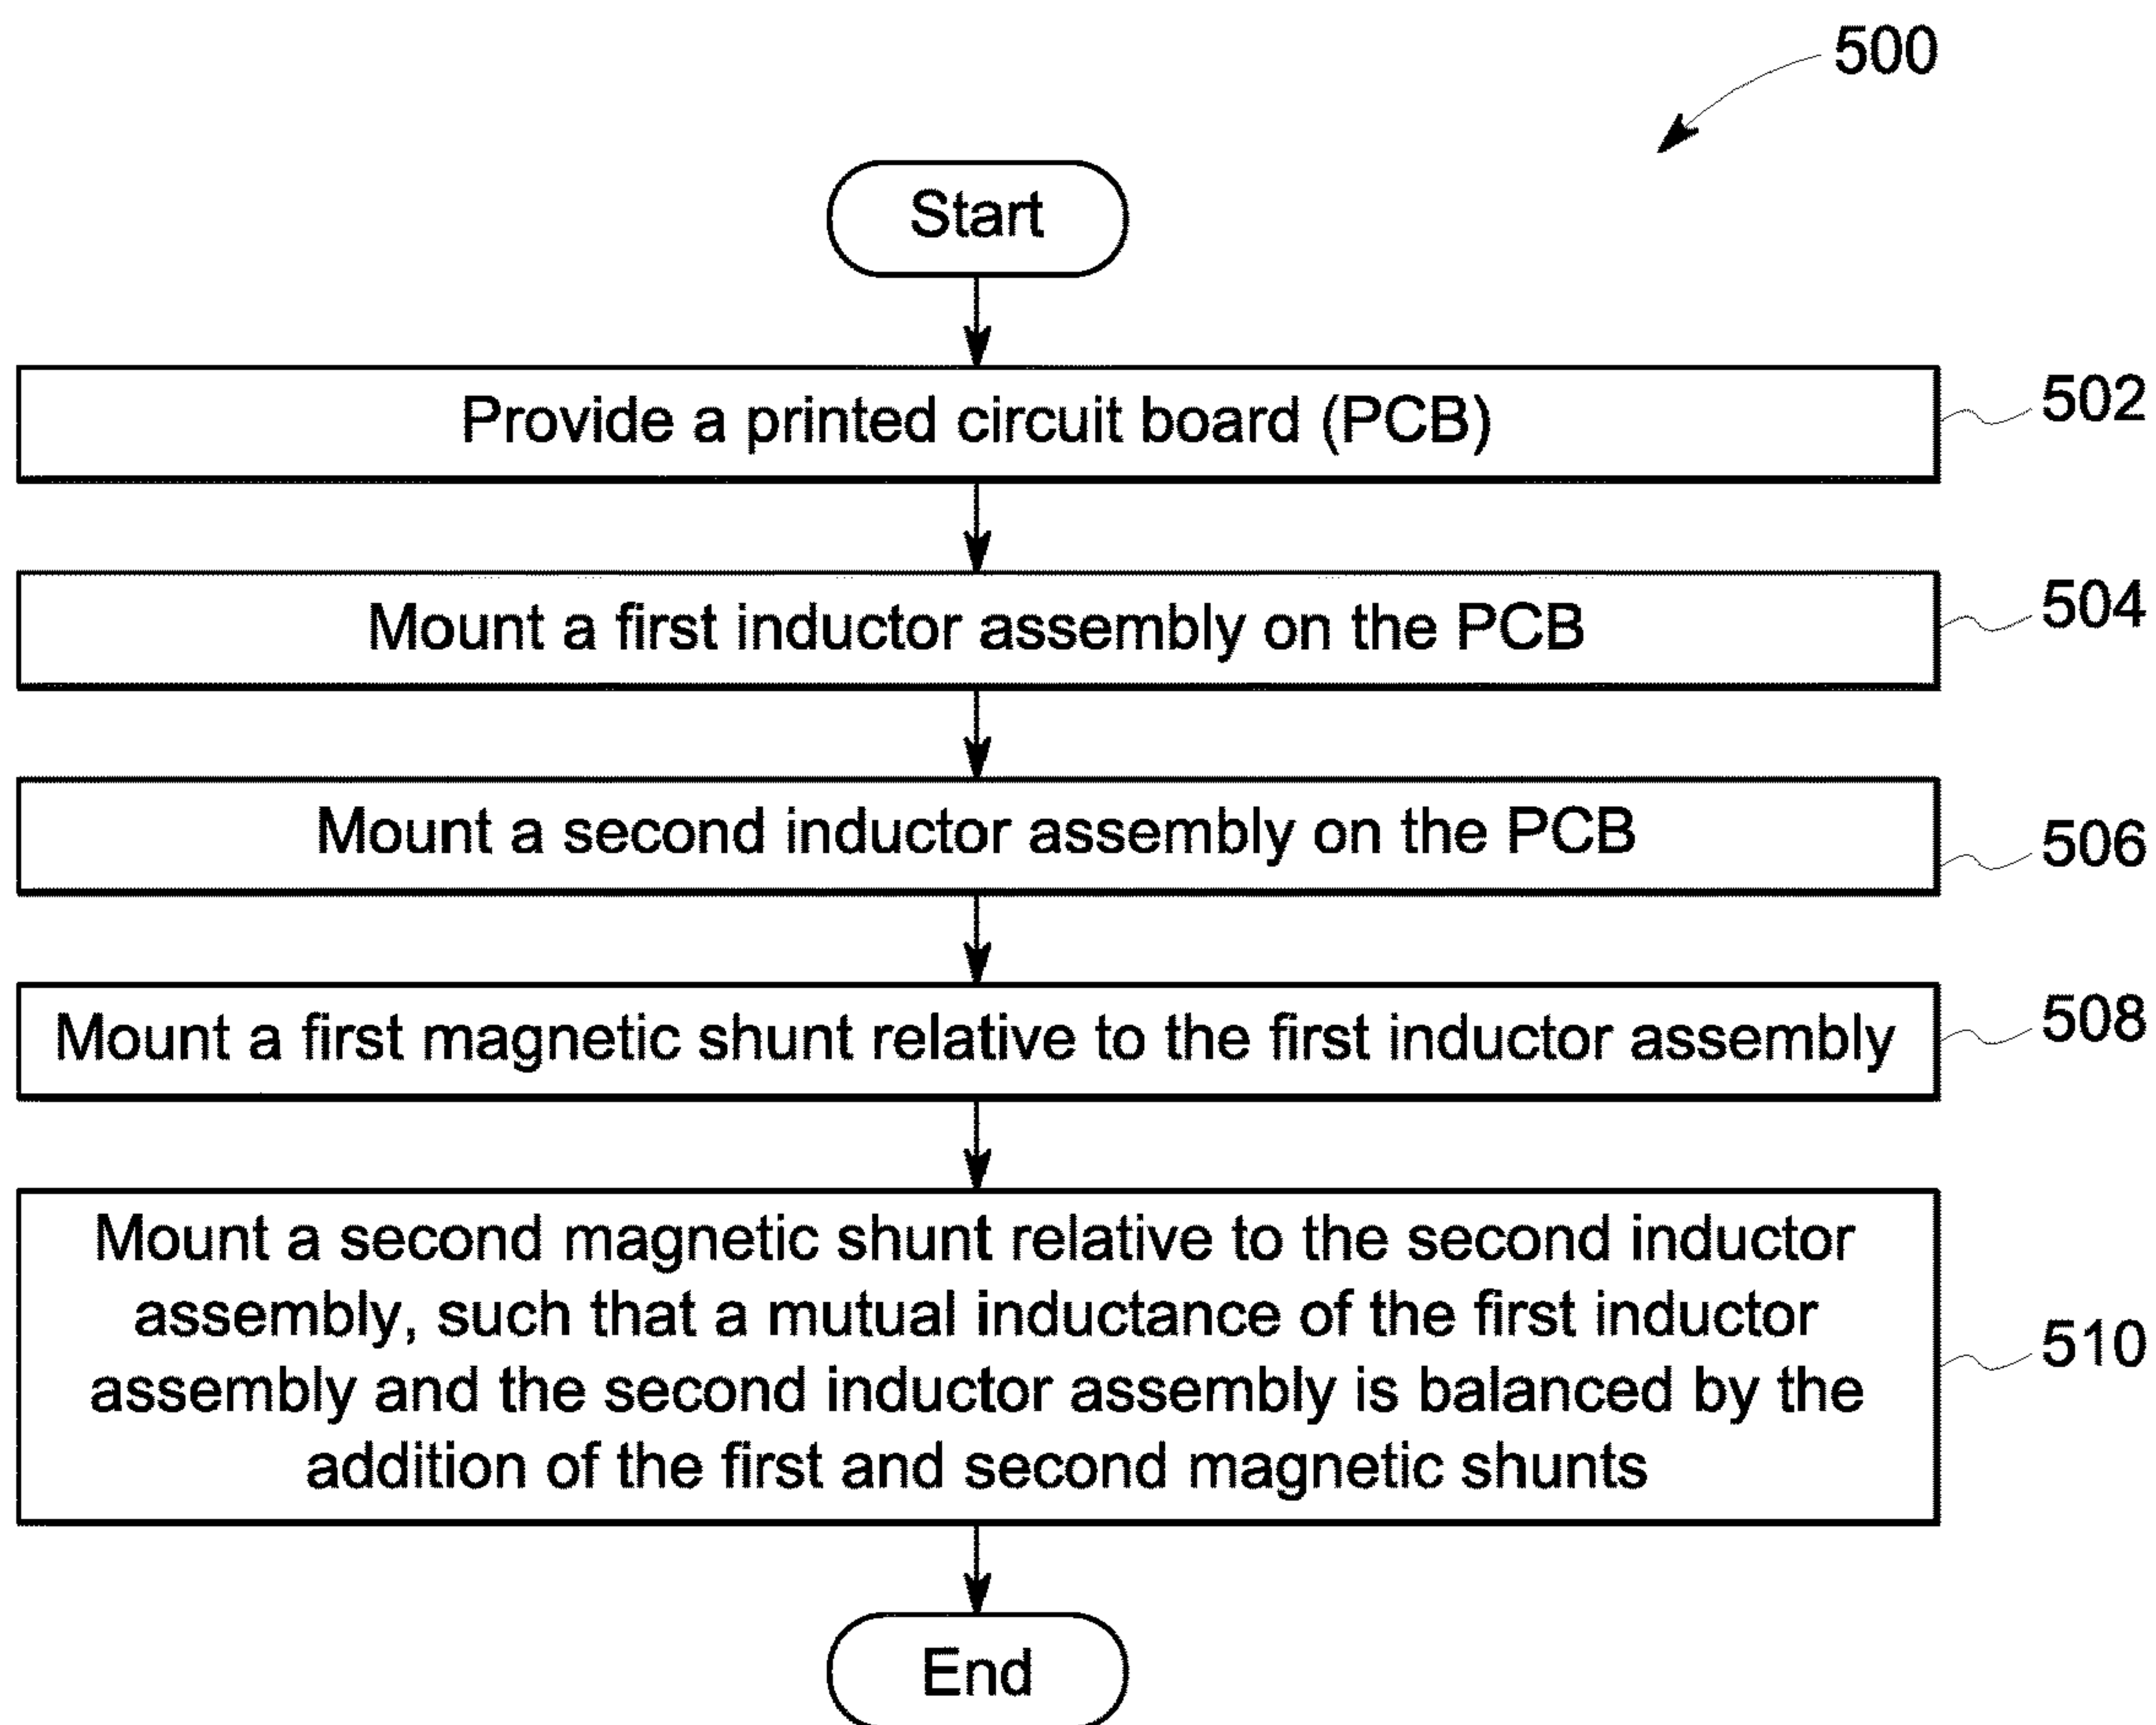 500
Start
Provide a printed circuit board (PCB)
502
Mount a first inductor assembly on the PCB
504
Mount a second inductor assembly on the PCB
506
Mount a first magnetic shunt relative to the first inductor assembly
508
Mount a second magnetic shunt relative to the second inductor
assembly, such that a mutual inductance of the first inductor
assembly and the second inductor assembly is balanced by the
addition of the first and second magnetic shunts
510
End